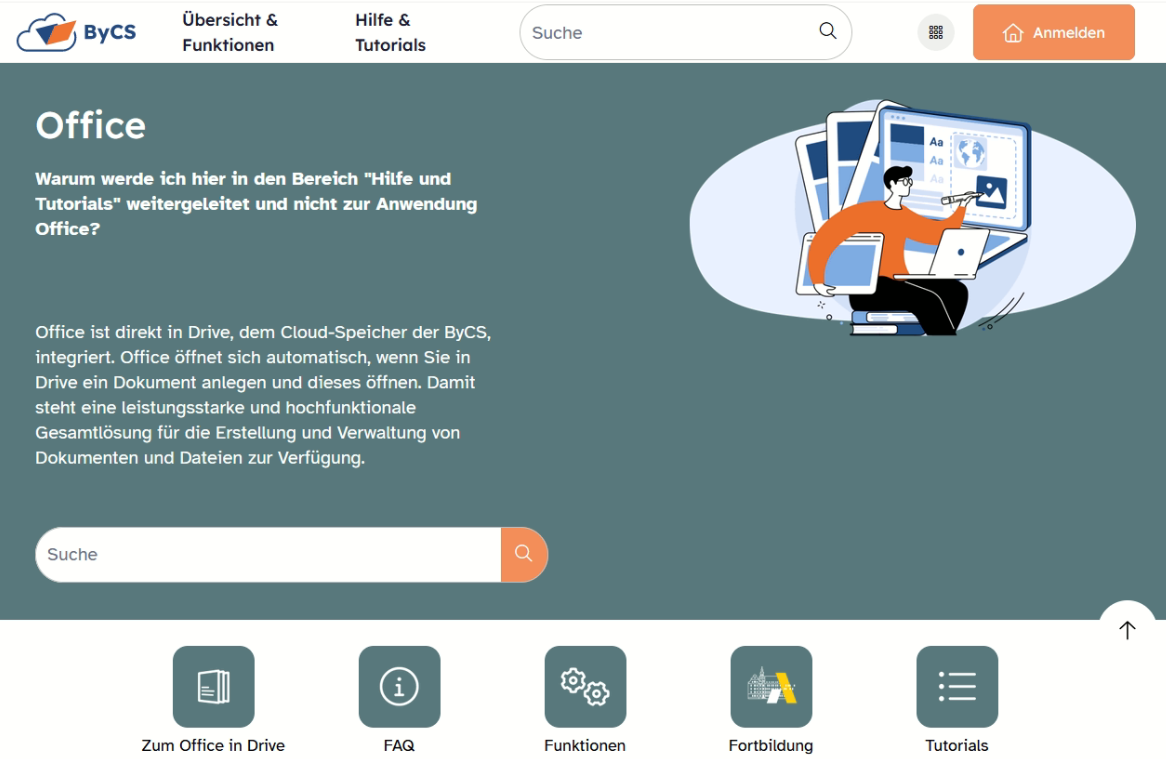 ByCS
Übersicht &
Funktionen
Hilfe &
Tutorials
Suche
Anmelden
Office
Warum werde ich hier in den Bereich "Hilfe und
Tutorials" weitergeleitet und nicht zur Anwendung
Office?
Aa
Aa
Aa
Office ist direkt in Drive, dem Cloud-Speicher der ByCS,
integriert. Office öffnet sich automatisch, wenn Sie in
Drive ein Dokument anlegen und dieses öffnen. Damit
steht eine leistungsstarke und hochfunktionale
Gesamtlösung für die Erstellung und Verwaltung von
Dokumenten und Dateien zur Verfügung.
Suche
Zum Office in Drive
FAQ
Funktionen
Fortbildung
Tutorials